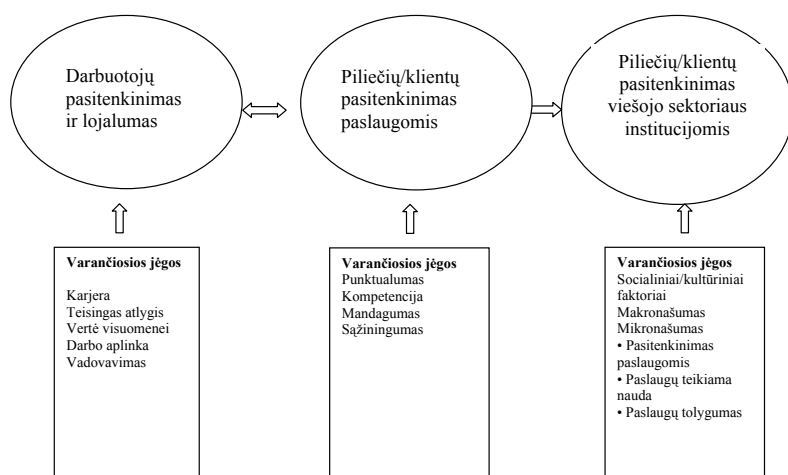 Darbuotojų
pasitenkinimas
ir lojalumas
Piliečių/klientų
pasitenkinimas
paslaugomis
Piliečių/klientų
pasitenkinimas
viešojo sektoriaus
institucijomis
Varančiosios jėgos
Karjera
Teisingas atlygis
Vertė visuomenei
Darbo aplinka
Vadovavimas
Varančiosios jėgos
Punktualumas
Kompetencija
Mandagumas
Sąžiningumas
Varančiosios jėgos
Socialiniai/kultūriniai
faktoriai
Makronašumas
Mikronašumas
• Pasitenkinimas
paslaugomis
• Paslaugų teikiama
nauda
• Paslaugų tolygumas